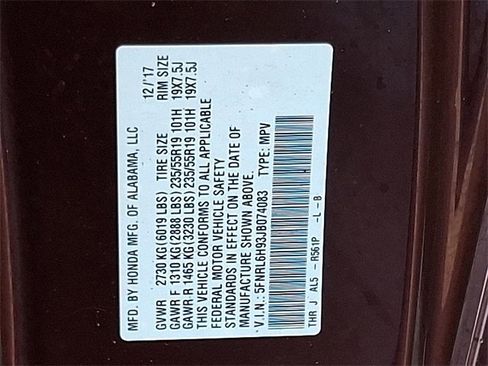 MFD. BY HONDA MFG. OF ALABAMA, LLC 12/'17
GVWR 2730 KG(6019 LBS) TIRE SIZE RIM SIZE
GAWR F 1310 KG(2888 LBS) 235/55R19 101H 19X7.5J
GAWR R 1465 KG(3230 LBS) 235/55R19 101H 19X7.5J
THIS VEHICLE CONFORMS TO ALL APPLICABLE
FEDERAL MOTOR VEHICLE SAFETY
STANDARDS IN EFFECT ON THE DATE OF
MANUFACTURE SHOWN ABOVE.
V.I.N.: 5FNRL6H93JB074083 TYPE: MPV
THR J AL5 - R561P -L-B